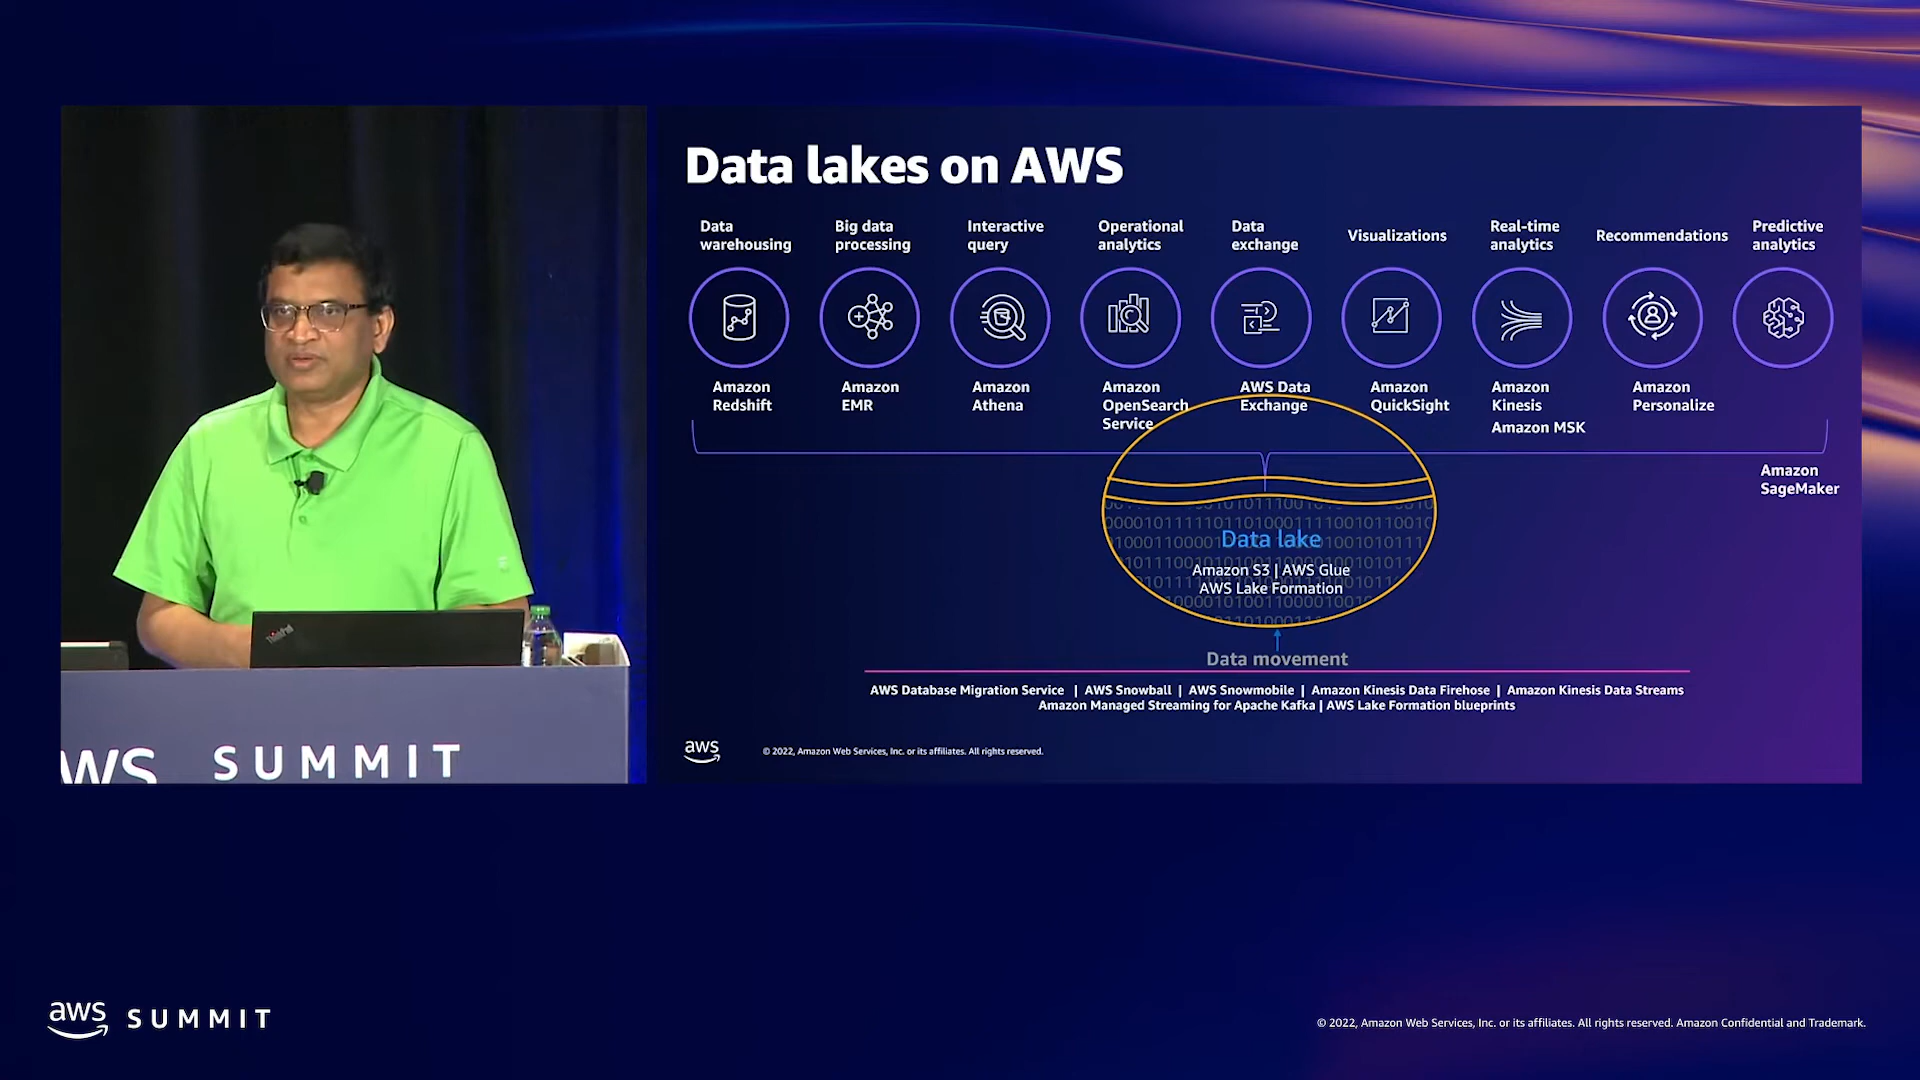 Data lakes on AWS
Data
warehousing
Big data
processing
Interactive
query
Operational
analytics
Data
exchange
Visualizations
Real-time
analytics
Recommendations
Predictive
analytics
Amazon
Redshift
Amazon
EMR
Amazon
Athena
Amazon
OpenSearch
Service
AWS Data
Exchange
Amazon
QuickSight
Amazon
Kinesis
Amazon MSK
Amazon
Personalize
Amazon
SageMaker
Data lake
Amazon S3 | AWS Glue
AWS Lake Formation
Data movement
AWS Database Migration Service | AWS Snowball | AWS Snowmobile | Amazon Kinesis Data Firehose | Amazon Kinesis Data Streams
Amazon Managed Streaming for Apache Kafka | AWS Lake Formation blueprints
aws
© 2022, Amazon Web Services, Inc. or its affiliates. All rights reserved.
ThinkPad
WS SUMMIT
aws SUMMIT
© 2022, Amazon Web Services, Inc. or its affiliates. All rights reserved. Amazon Confidential and Trademark.